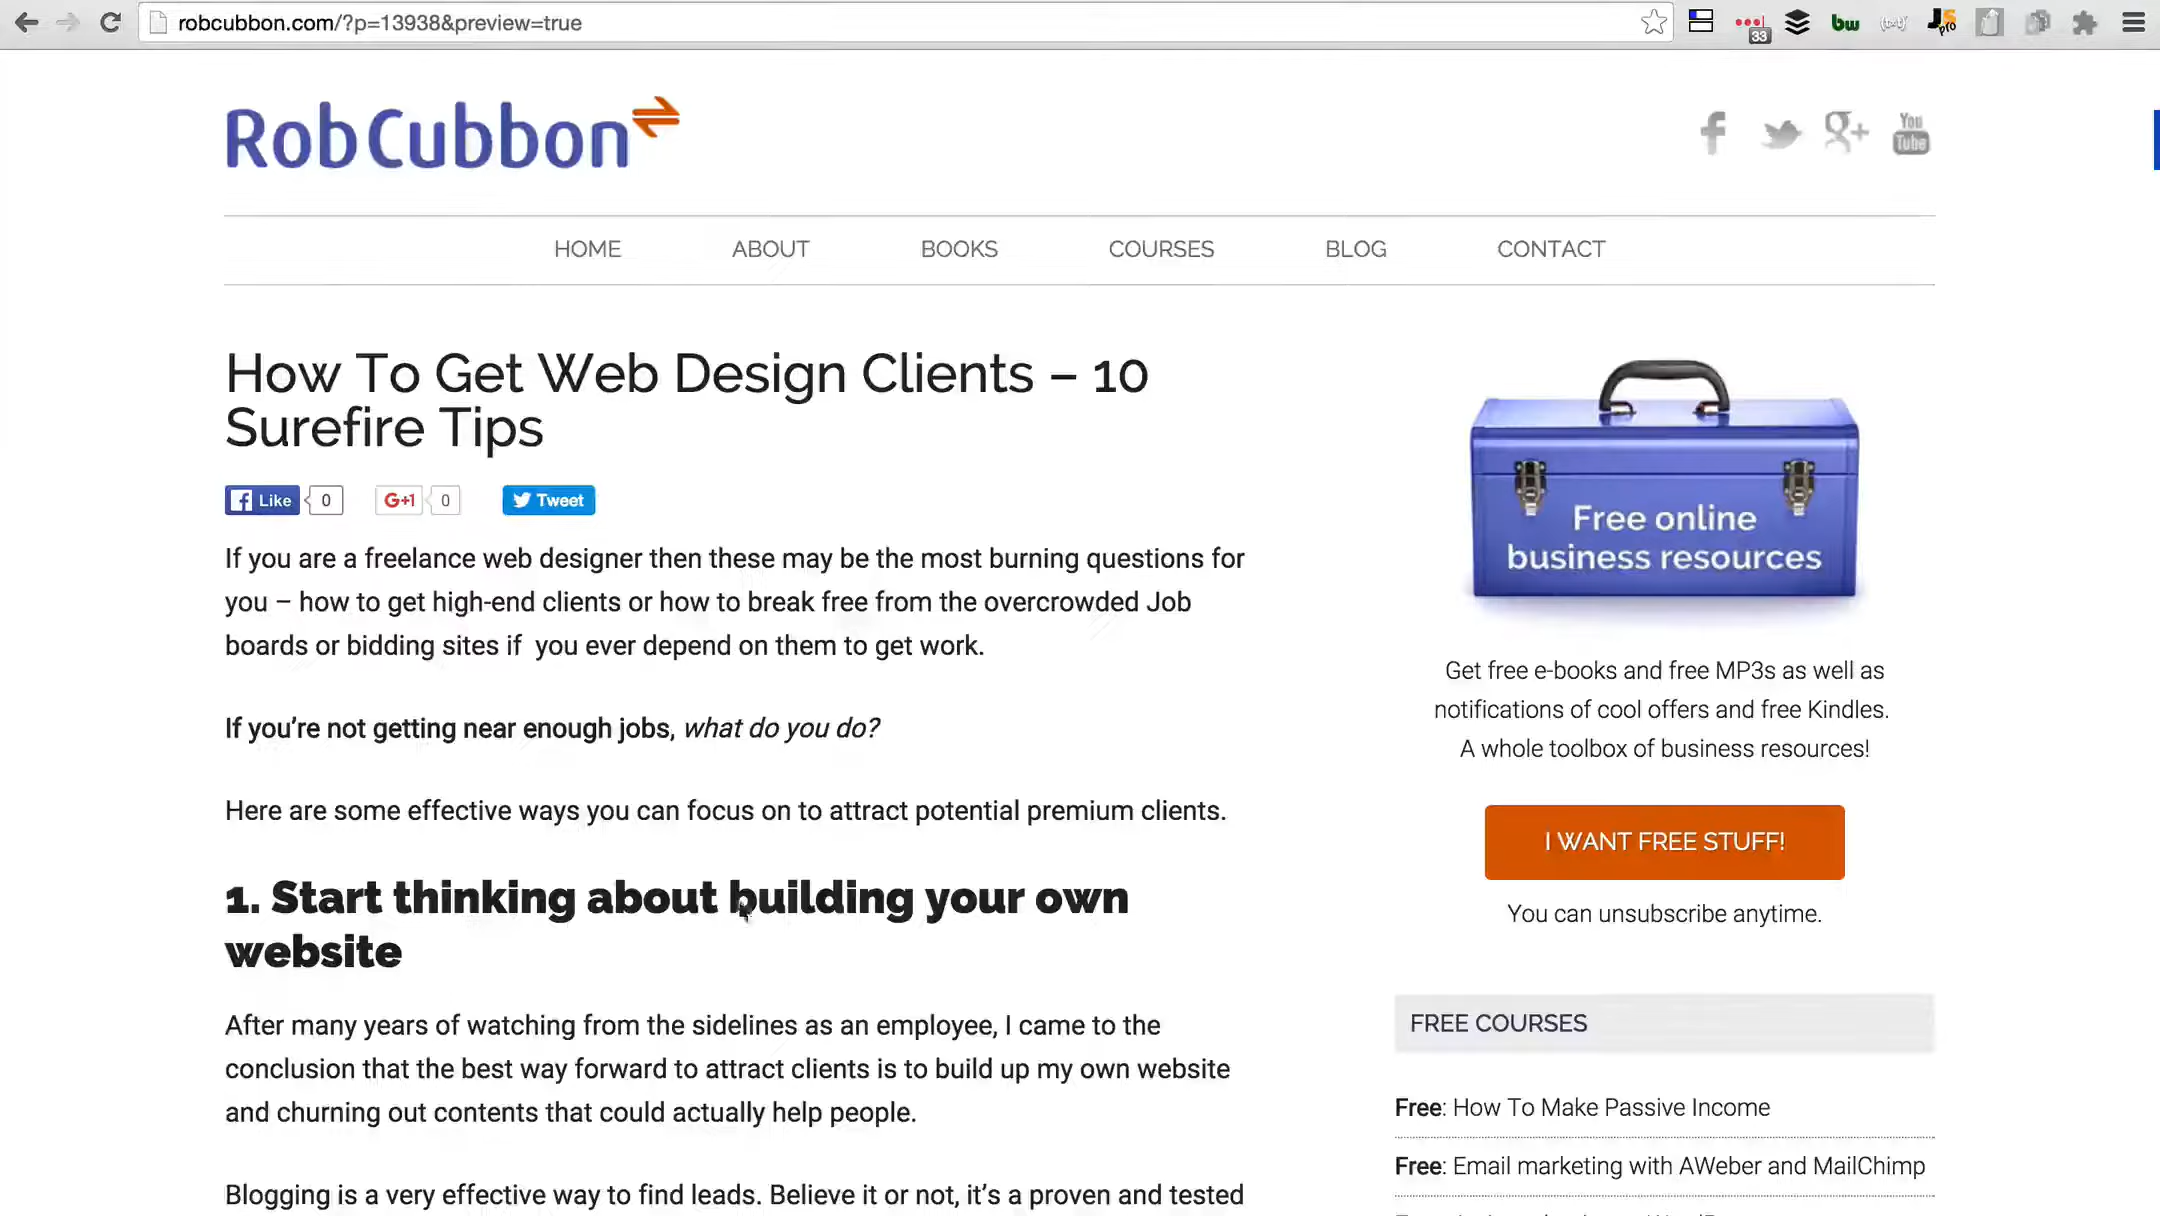 robcubbon.com/?p=13938&preview=true
33
bw
pro
RobCubbon
You
Tube
HOME
ABOUT
BOOKS
COURSES
BLOG
CONTACT
How To Get Web Design Clients – 10
Surefire Tips
Like
0
G+1
0
Tweet
If you are a freelance web designer then these may be the most burning questions for
you – how to get high-end clients or how to break free from the overcrowded Job
boards or bidding sites if  you ever depend on them to get work.
If you’re not getting near enough jobs, what do you do?
Here are some effective ways you can focus on to attract potential premium clients.
1. Start thinking about building your own
website
After many years of watching from the sidelines as an employee, I came to the
conclusion that the best way forward to attract clients is to build up my own website
and churning out contents that could actually help people.
Blogging is a very effective way to find leads. Believe it or not, it’s a proven and tested
Free online
business resources
Get free e-books and free MP3s as well as
notifications of cool offers and free Kindles.
A whole toolbox of business resources!
I WANT FREE STUFF!
You can unsubscribe anytime.
FREE COURSES
Free: How To Make Passive Income
Free: Email marketing with AWeber and MailChimp